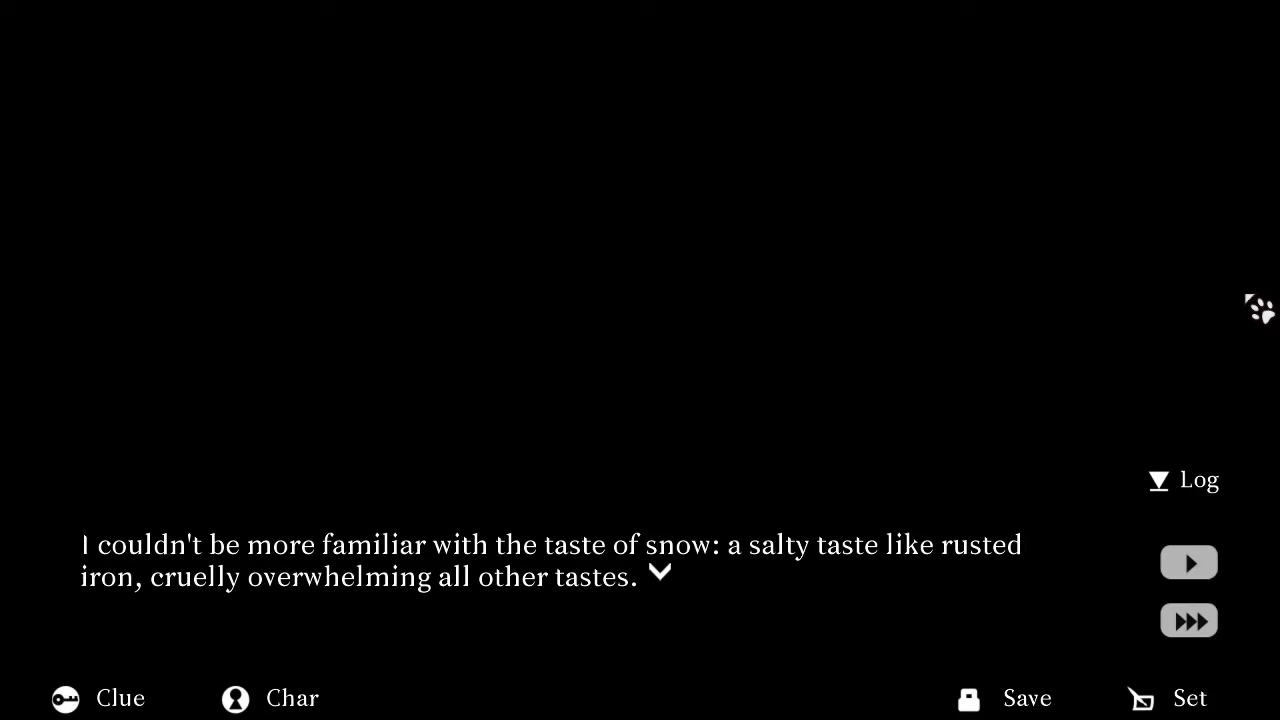 Log
I couldn't be more familiar with the taste of snow: a salty taste like rusted
iron, cruelly overwhelming all other tastes.
Clue Char Save Set